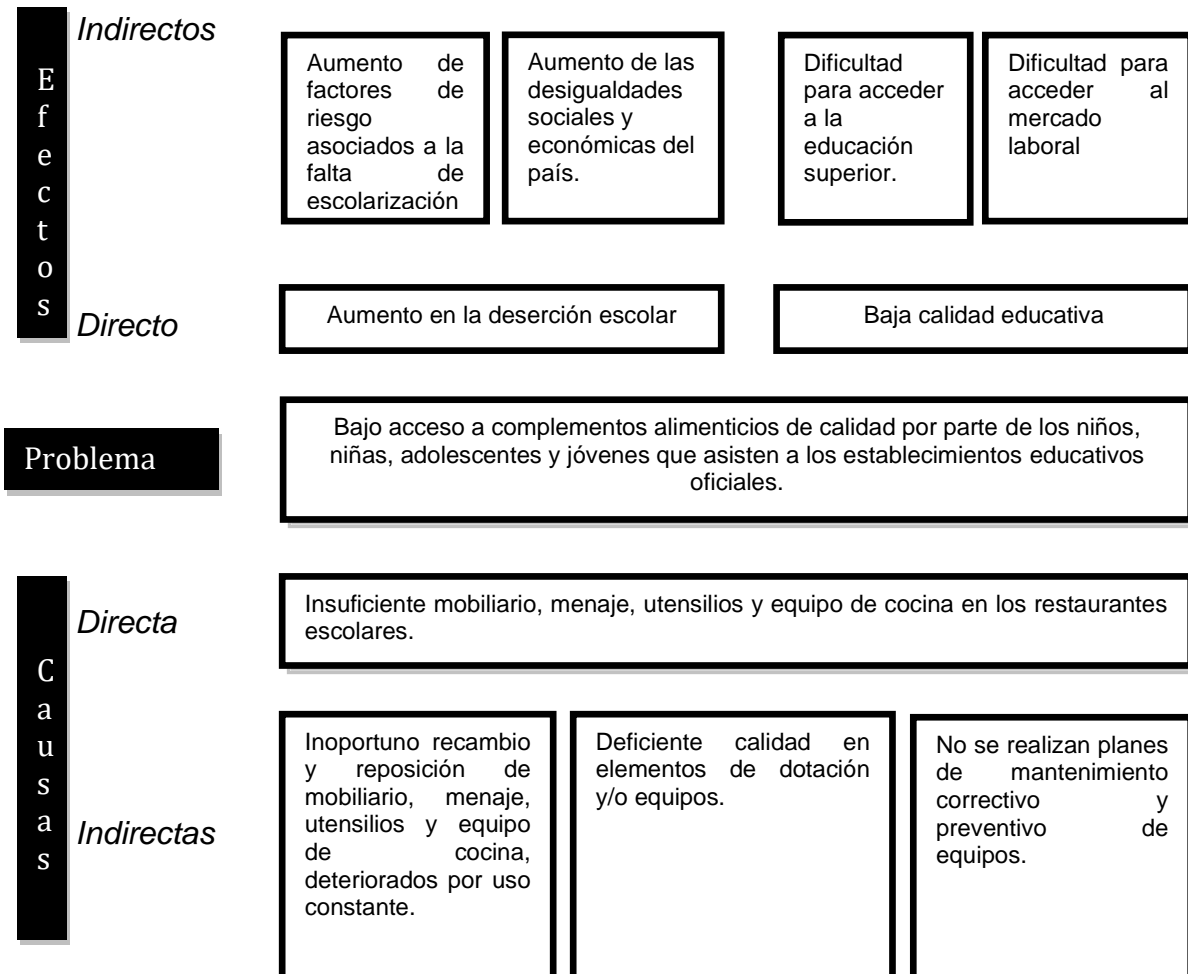 Efectos
Indirectos
Aumento de
factores de
riesgo
asociados a la
falta de
escolarización
Aumento de las
desigualdades
sociales y
económicas del
país.
Dificultad
para acceder
a la
educación
superior.
Dificultad para
acceder al
mercado
laboral
Directo
Aumento en la deserción escolar
Baja calidad educativa
Problema
Bajo acceso a complementos alimenticios de calidad por parte de los niños,
niñas, adolescentes y jóvenes que asisten a los establecimientos educativos
oficiales.
Causas
Directa
Insuficiente mobiliario, menaje, utensilios y equipo de cocina en los restaurantes
escolares.
Indirectas
Inoportuno recambio
y reposición de
mobiliario, menaje,
utensilios y equipo
de cocina,
deteriorados por uso
constante.
Deficiente calidad en
elementos de dotación
y/o equipos.
No se realizan planes
de mantenimiento
correctivo y
preventivo de
equipos.